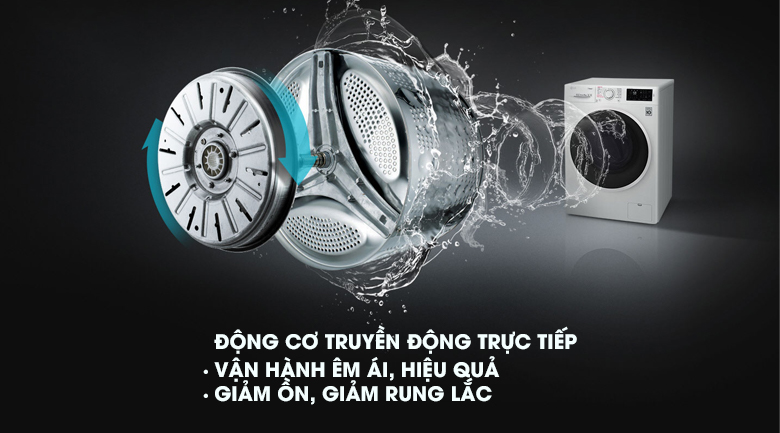 ĐỘNG CƠ TRUYỀN ĐỘNG TRỰC TIẾP
• VẬN HÀNH ÊM ÁI, HIỆU QUẢ
• GIẢM ỒN, GIẢM RUNG LẮC